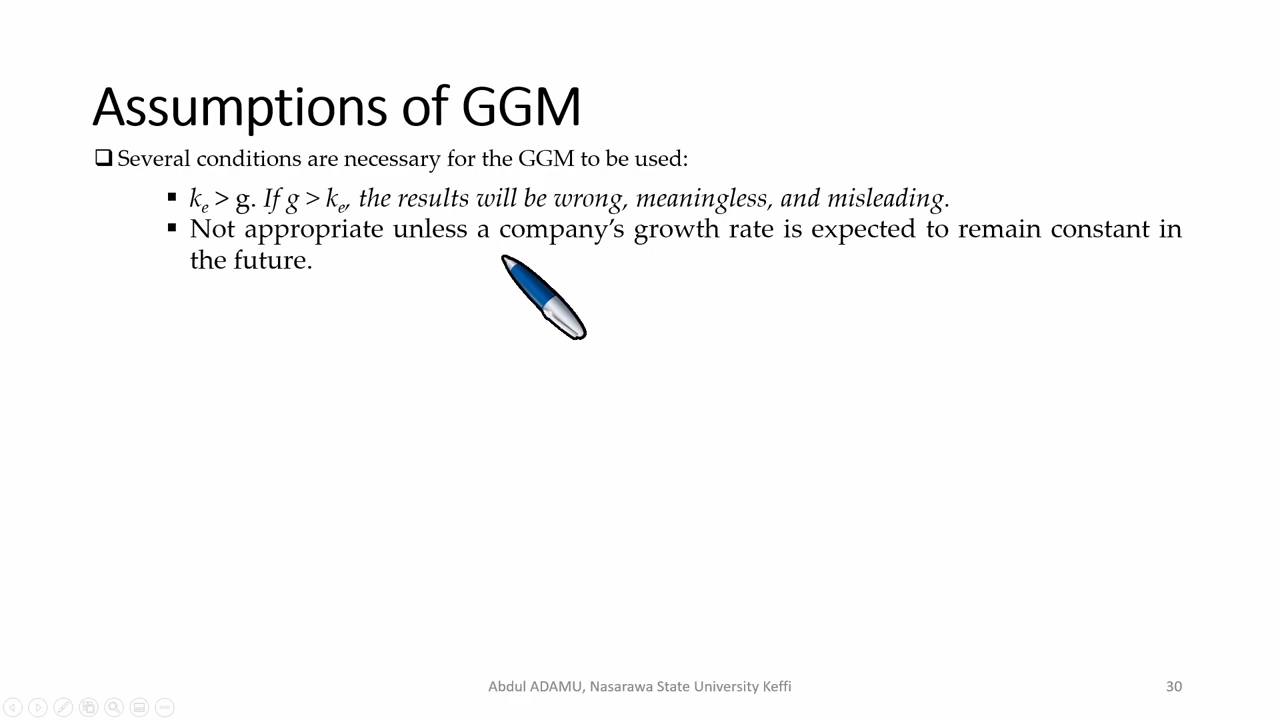 Assumptions of GGM
❑ Several conditions are necessary for the GGM to be used:
▪ ke > g. If g > ke, the results will be wrong, meaningless, and misleading.
▪ Not appropriate unless a company’s growth rate is expected to remain constant in
the future.
Abdul ADAMU, Nasarawa State University Keffi
30